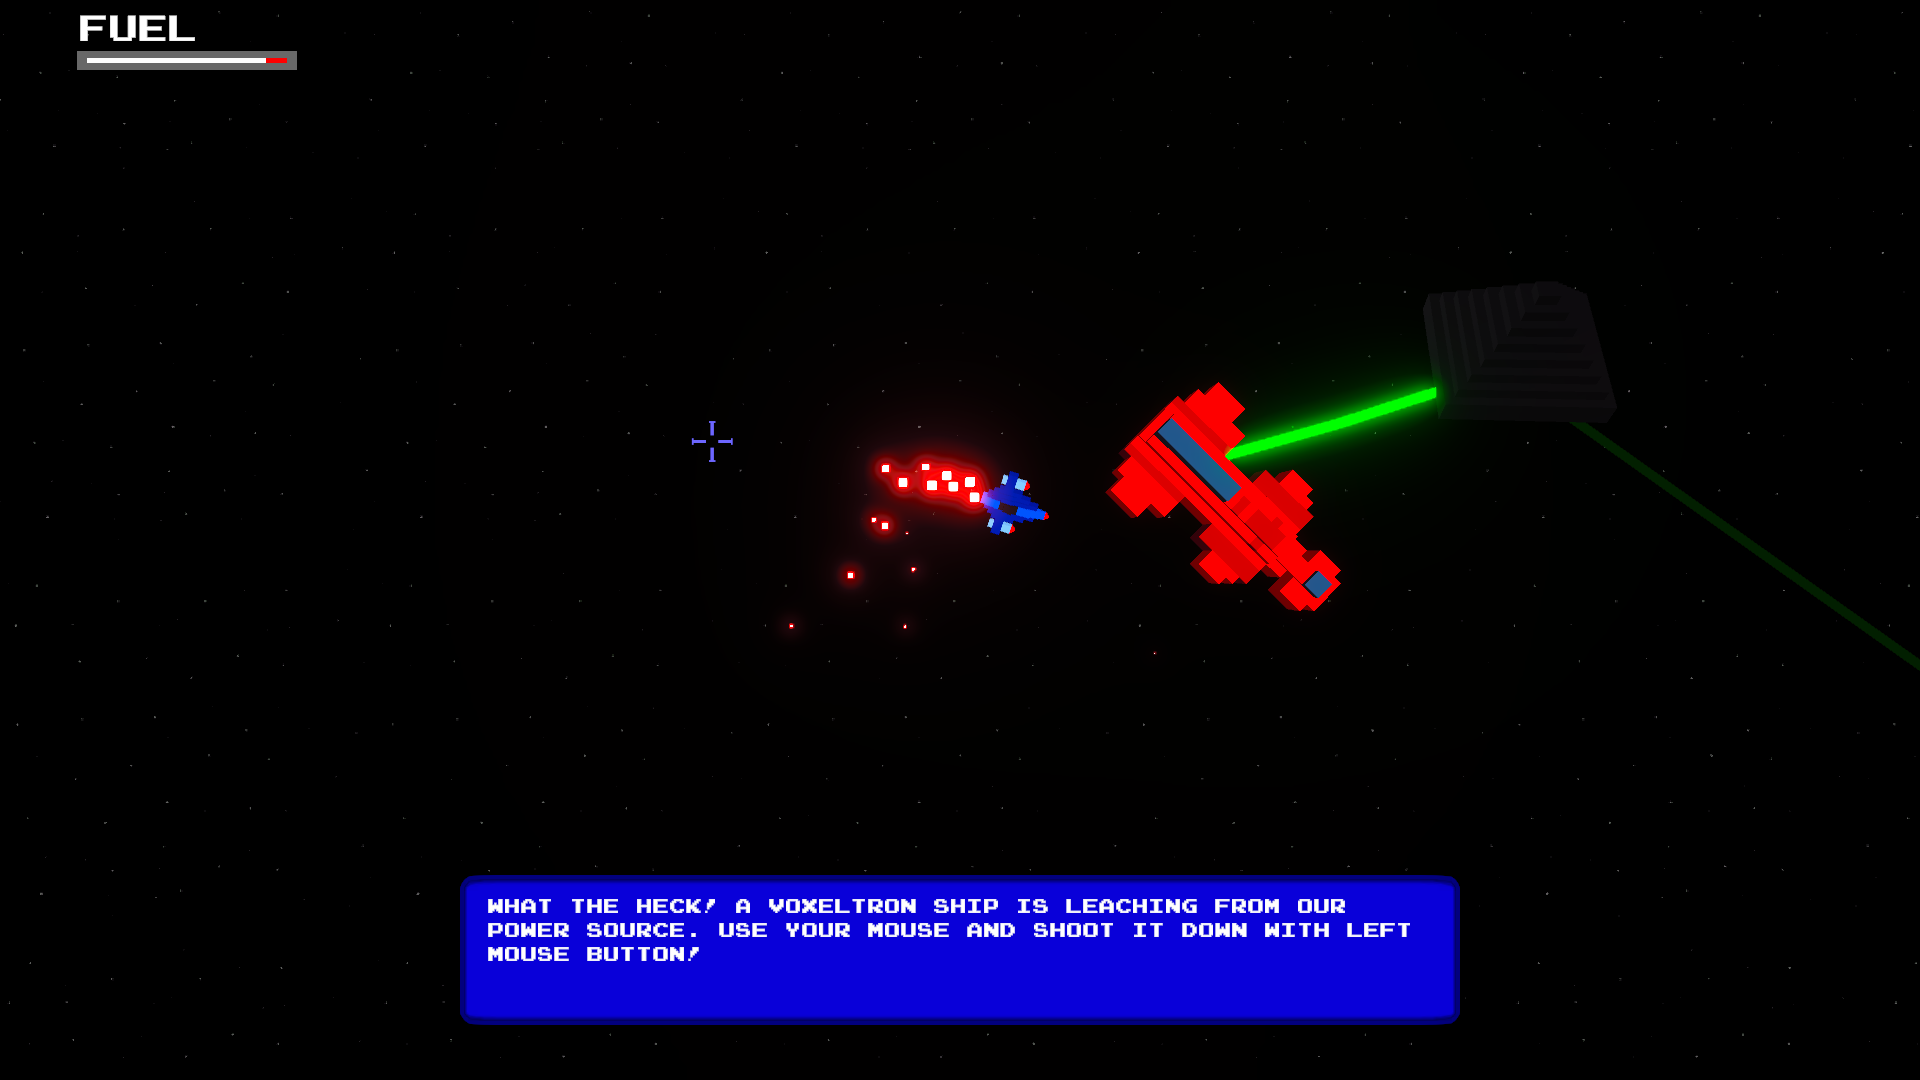 FUEL
WHAT THE HECK! A VOXELTRON SHIP IS LEACHING FROM OUR
POWER SOURCE. USE YOUR MOUSE AND SHOOT IT DOWN WITH LEFT
MOUSE BUTTON!